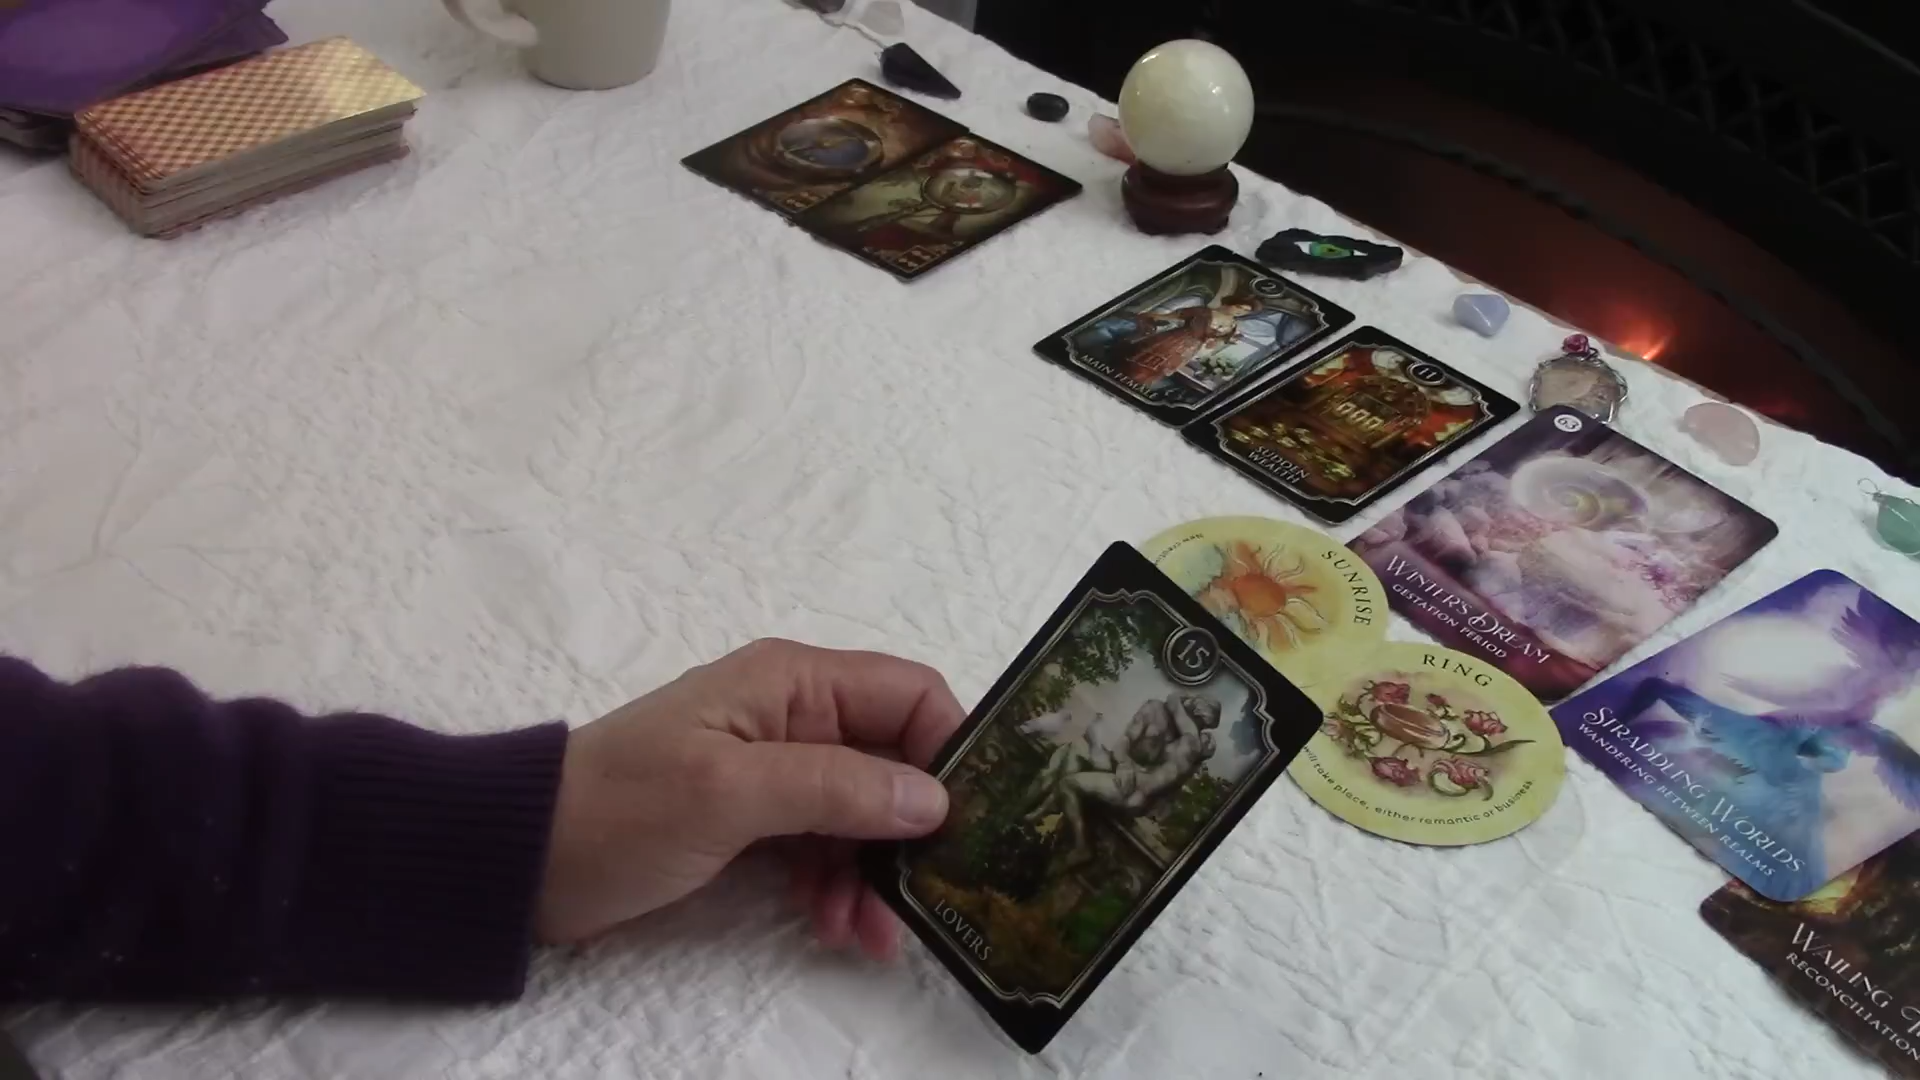 2
MAIN FEMALE
11
SUDDEN
WEALTH
63
WINTER'S DREAM
GESTATION PERIOD
SUNRISE
15
LOVERS
RING
will take place, either romantic or business
STRADDLING WORLDS
WANDERING BETWEEN REALMS
WAILING
RECONCILIATION